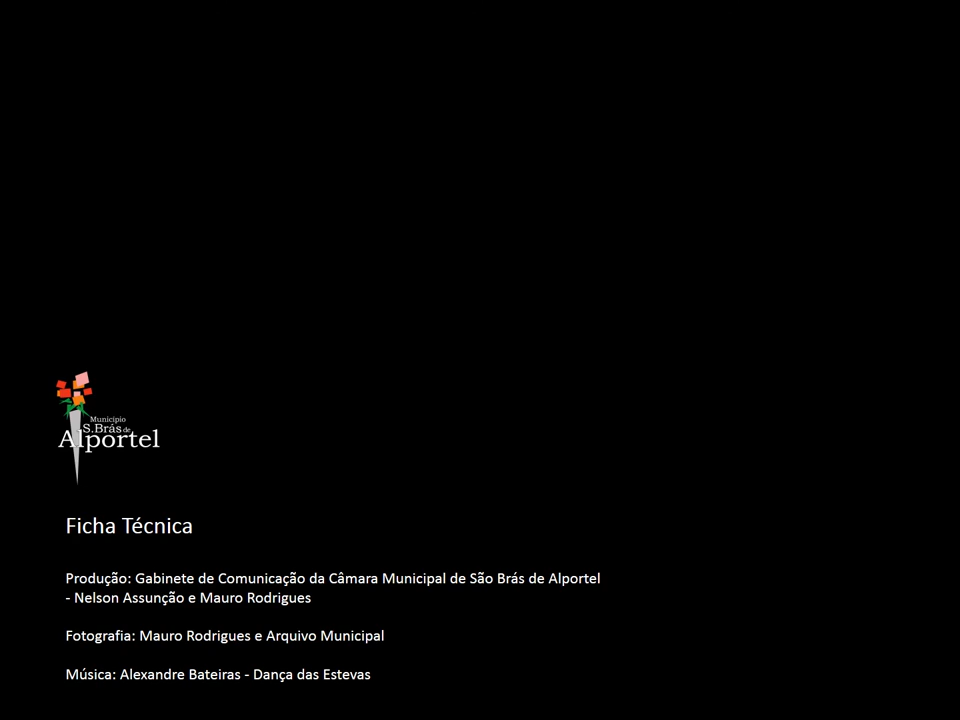 Município
S.Brás de
Alportel
Ficha Técnica
Produção: Gabinete de Comunicação da Câmara Municipal de São Brás de Alportel
- Nelson Assunção e Mauro Rodrigues
Fotografia: Mauro Rodrigues e Arquivo Municipal
Música: Alexandre Bateiras - Dança das Estevas